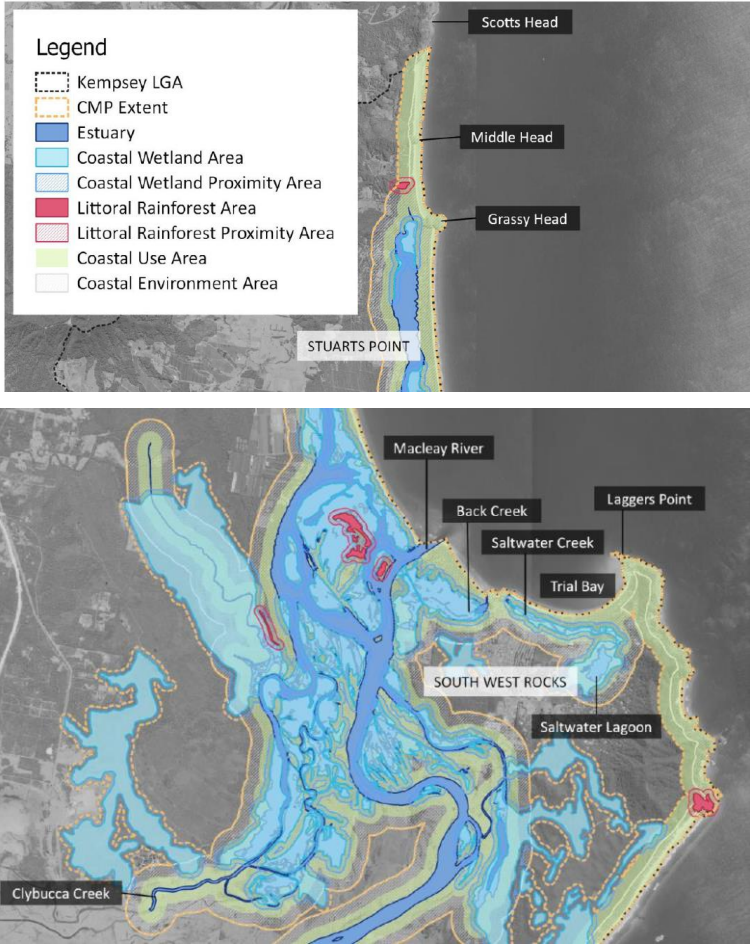 Legend
Kempsey LGA
CMP Extent
Estuary
Coastal Wetland Area
Coastal Wetland Proximity Area
Littoral Rainforest Area
Littoral Rainforest Proximity Area
Coastal Use Area
Coastal Environment Area
Scotts Head
Middle Head
Grassy Head
STUARTS POINT
Macleay River
Back Creek
Laggers Point
Saltwater Creek
Trial Bay
SOUTH WEST ROCKS
Saltwater Lagoon
Clybucca Creek